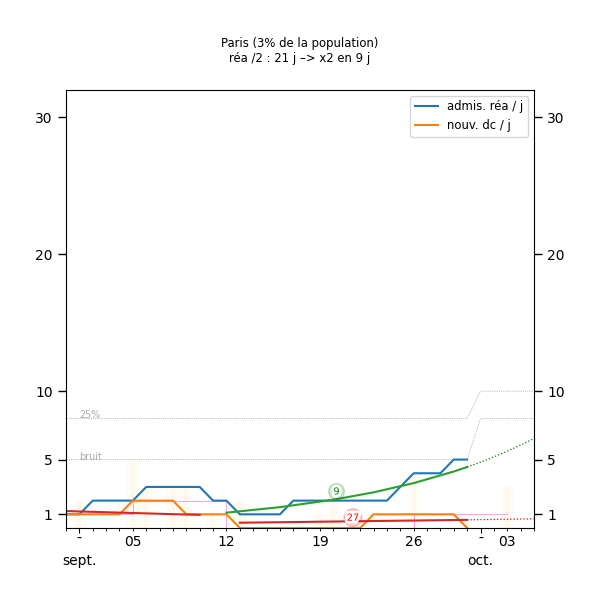 Paris (3% de la population)
réa /2 : 21 j –> x2 en 9 j
admis. réa / j
nouv. dc / j
30
30
20
20
10
10
25%
5
bruit
5
9
27
1
1
- 05 12 19 26 - 03
sept. oct.